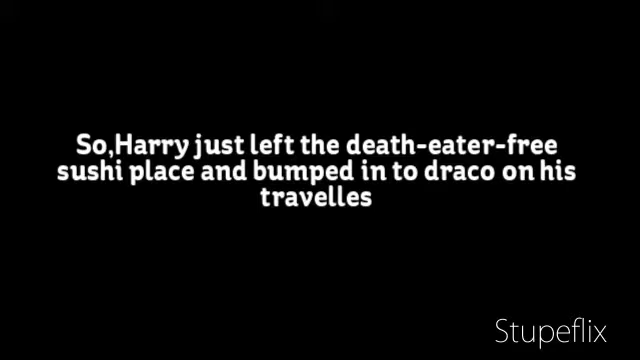 So,Harry just left the death-eater-free
sushi place and bumped in to draco on his
travelles
Stupeflix